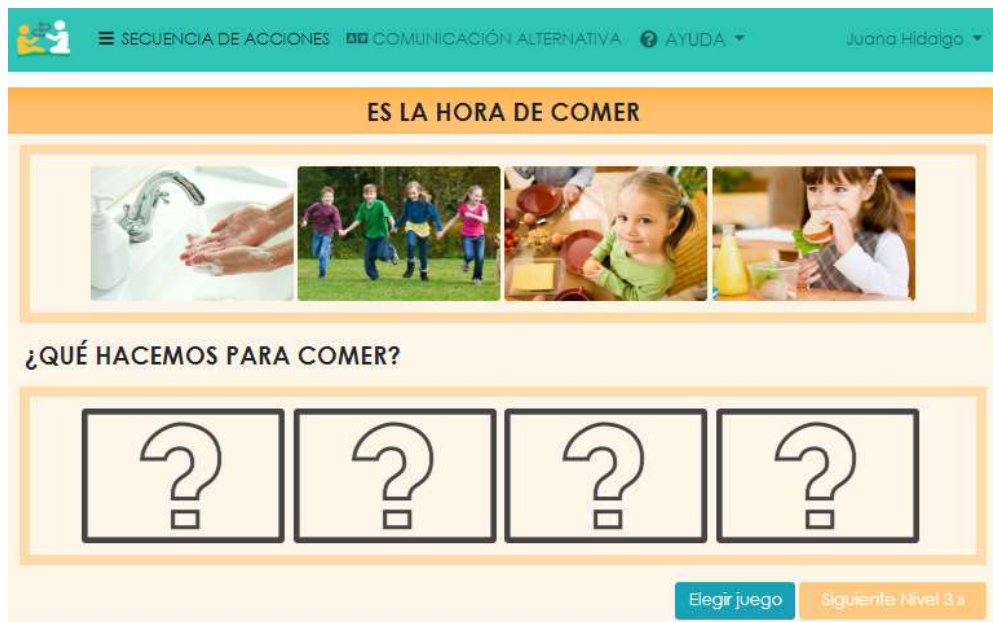 SECUENCIA DE ACCIONES COMUNICACIÓN ALTERNATIVA AYUDA Juana Hidalgo
ES LA HORA DE COMER
¿QUÉ HACEMOS PARA COMER?
? ? ? ?
Elegir juego Siguiente Nivel 3 »